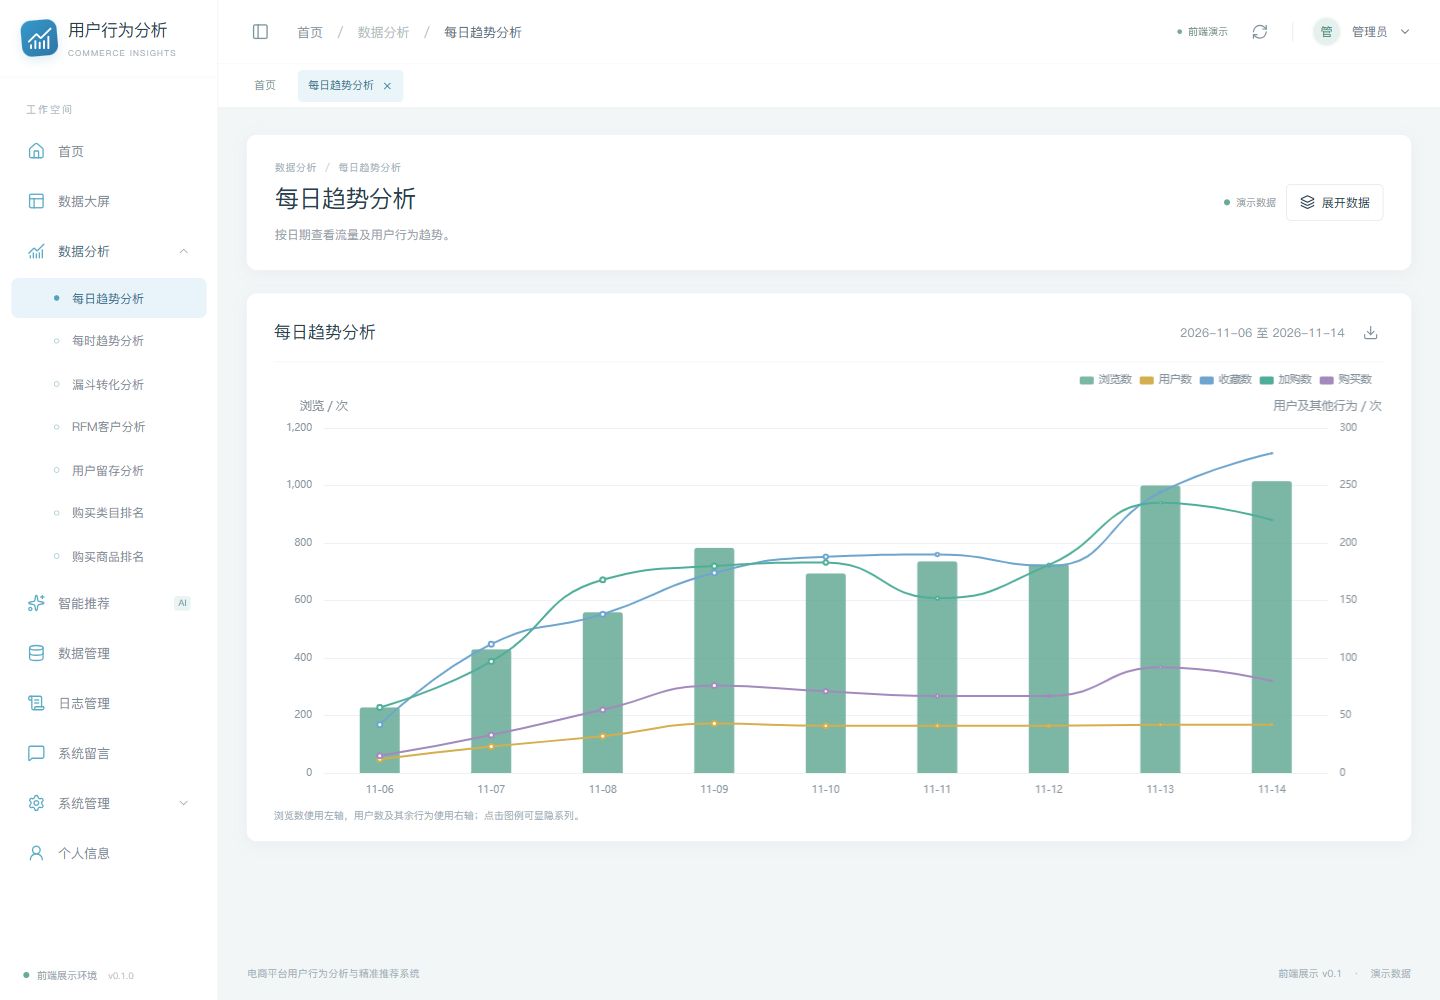 用户行为分析
COMMERCE INSIGHTS
工作空间
首页
数据大屏
数据分析
每日趋势分析
每时趋势分析
漏斗转化分析
RFM客户分析
用户留存分析
购买类目排名
购买商品排名
智能推荐 AI
数据管理
日志管理
系统留言
系统管理
个人信息
前端展示环境 v0.1.0
首页 / 数据分析 / 每日趋势分析
前端演示
管 管理员
首页 每日趋势分析
数据分析 / 每日趋势分析
每日趋势分析
按日期查看流量及用户行为趋势。
演示数据 展开数据
每日趋势分析
2026-11-06 至 2026-11-14
浏览数 用户数 收藏数 加购数 购买数
浏览 / 次 用户及其他行为 / 次
1,200 300
1,000 250
800 200
600 150
400 100
200 50
0 0
11-06 11-07 11-08 11-09 11-10 11-11 11-12 11-13 11-14
浏览数使用左轴，用户数及其余行为使用右轴；点击图例可显隐系列。
电商平台用户行为分析与精准推荐系统
前端展示 v0.1 · 演示数据